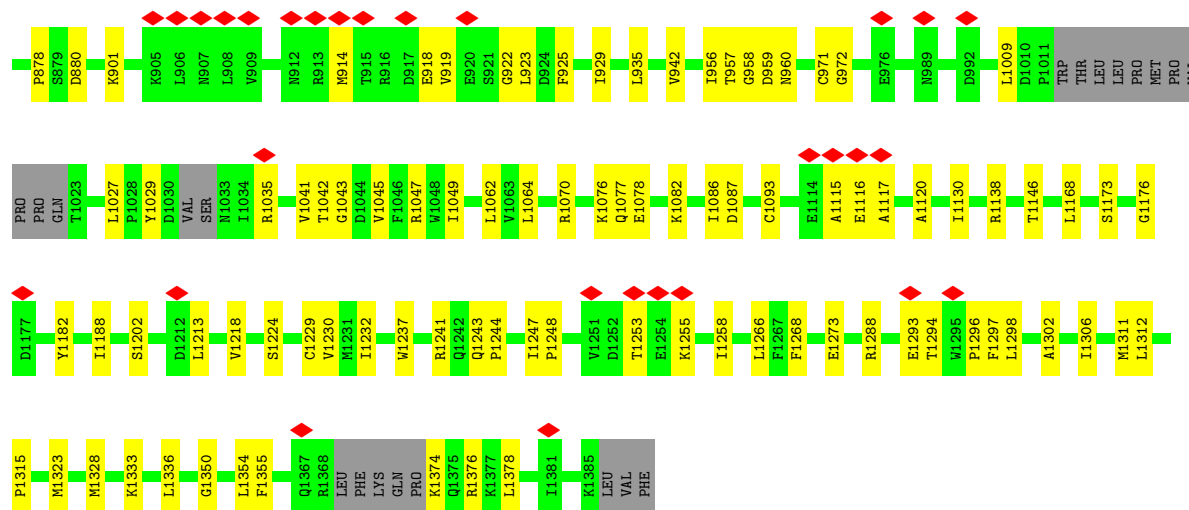 P878 S879 D880 K901 K905 L906 N907 L908 V909 N912 R913 M914 T915 R916 D917 E918 V919 E920 S921 G922 L923 D924 F925 I929 L935 V942 I956 T957 G958 D959 N960 C971 G972 E976 N989 D992 L1009 D1010 P1011 TRP THR LEU LEU PRO MET PRO
PRO PRO GLN T1023 L1027 P1028 Y1029 D1030 VAL SER N1033 I1034 R1035 V1041 T1042 G1043 D1044 V1045 F1046 R1047 W1048 I1049 L1062 V1063 L1064 R1070 K1076 Q1077 E1078 K1082 I1086 D1087 C1093 E1114 A1115 E1116 A1117 A1120 I1130 R1138 T1146 L1168 S1173 G1176
D1177 Y1182 I1188 S1202 D1212 L1213 V1218 S1224 C1229 V1230 M1231 I1232 W1237 R1241 Q1242 Q1243 P1244 I1247 P1248 V1251 D1252 T1253 E1254 K1255 I1258 L1266 F1267 F1268 E1273 R1288 E1293 T1294 W1295 P1296 F1297 L1298 A1302 I1306 M1311 L1312
P1315 M1323 M1328 K1333 L1336 G1350 L1354 F1355 Q1367 R1368 LEU PHE LYS GLN PRO K1374 Q1375 R1376 K1377 L1378 I1381 K1385 LEU VAL PHE